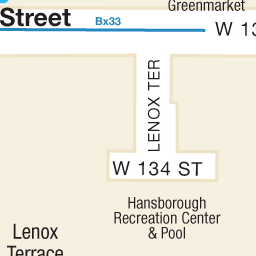 Greenmarket
Street
Bx33
W 13
LENOX TER
W 134 ST
Hansborough
Recreation Center
& Pool
Lenox
Terrace